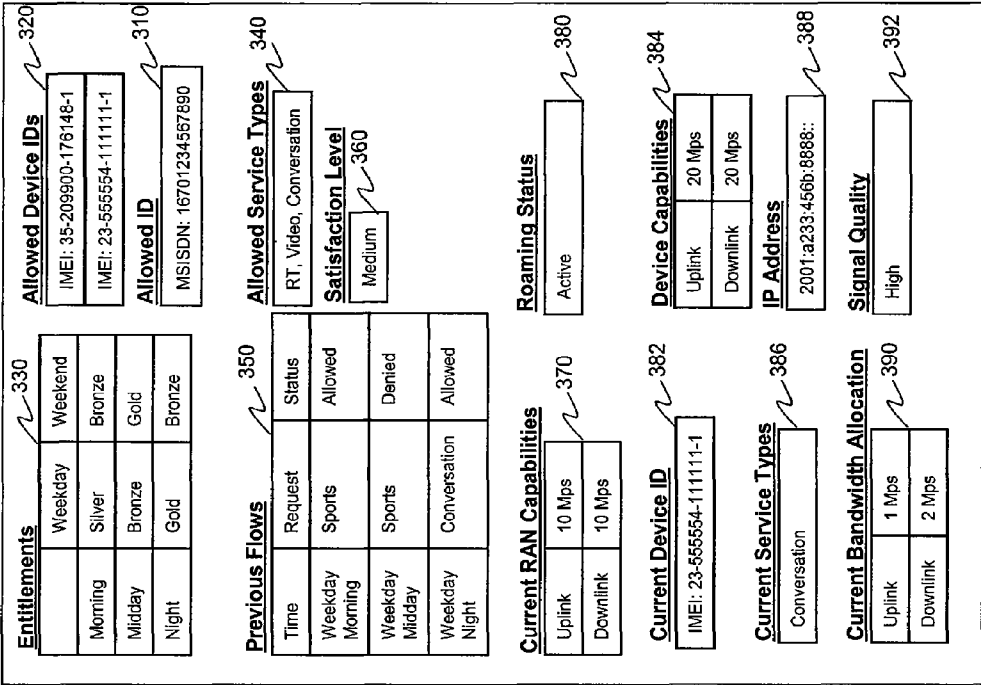 Entitlements 330
Weekday Weekend
Morning Silver Bronze
Midday Bronze Gold
Night Gold Bronze
Allowed Device IDs 320
IMEI: 35-209900-176148-1
IMEI: 23-555554-111111-1
Allowed ID 310
MSISDN: 16701234567890
Previous Flows 350
Time Request Status
Weekday Morning Sports Allowed
Weekday Midday Sports Denied
Weekday Night Conversation Allowed
Allowed Service Types 340
RT, Video, Conversation
Satisfaction Level 360
Medium
Current RAN Capabilities 370
Uplink 10 Mps
Downlink 10 Mps
Roaming Status 380
Active
Current Device ID 382
IMEI: 23-555554-111111-1
Device Capabilities 384
Uplink 20 Mps
Downlink 20 Mps
Current Service Types 386
Conversation
IP Address 388
2001:a233:456b:8888::
Current Bandwidth Allocation 390
Uplink 1 Mps
Downlink 2 Mps
Signal Quality 392
High